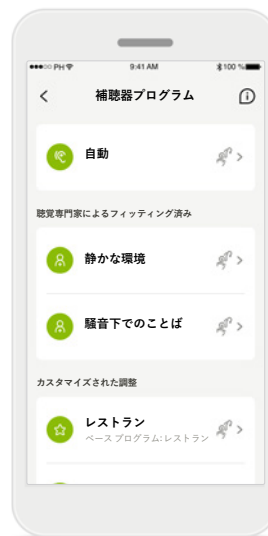 PH 9:41 AM 100 %
補聴器プログラム
自動
聴覚専門家によるフィッティング済み
静かな環境
騒音下でのことば
カスタマイズされた調整
レストラン
ベース プログラム:レストラン